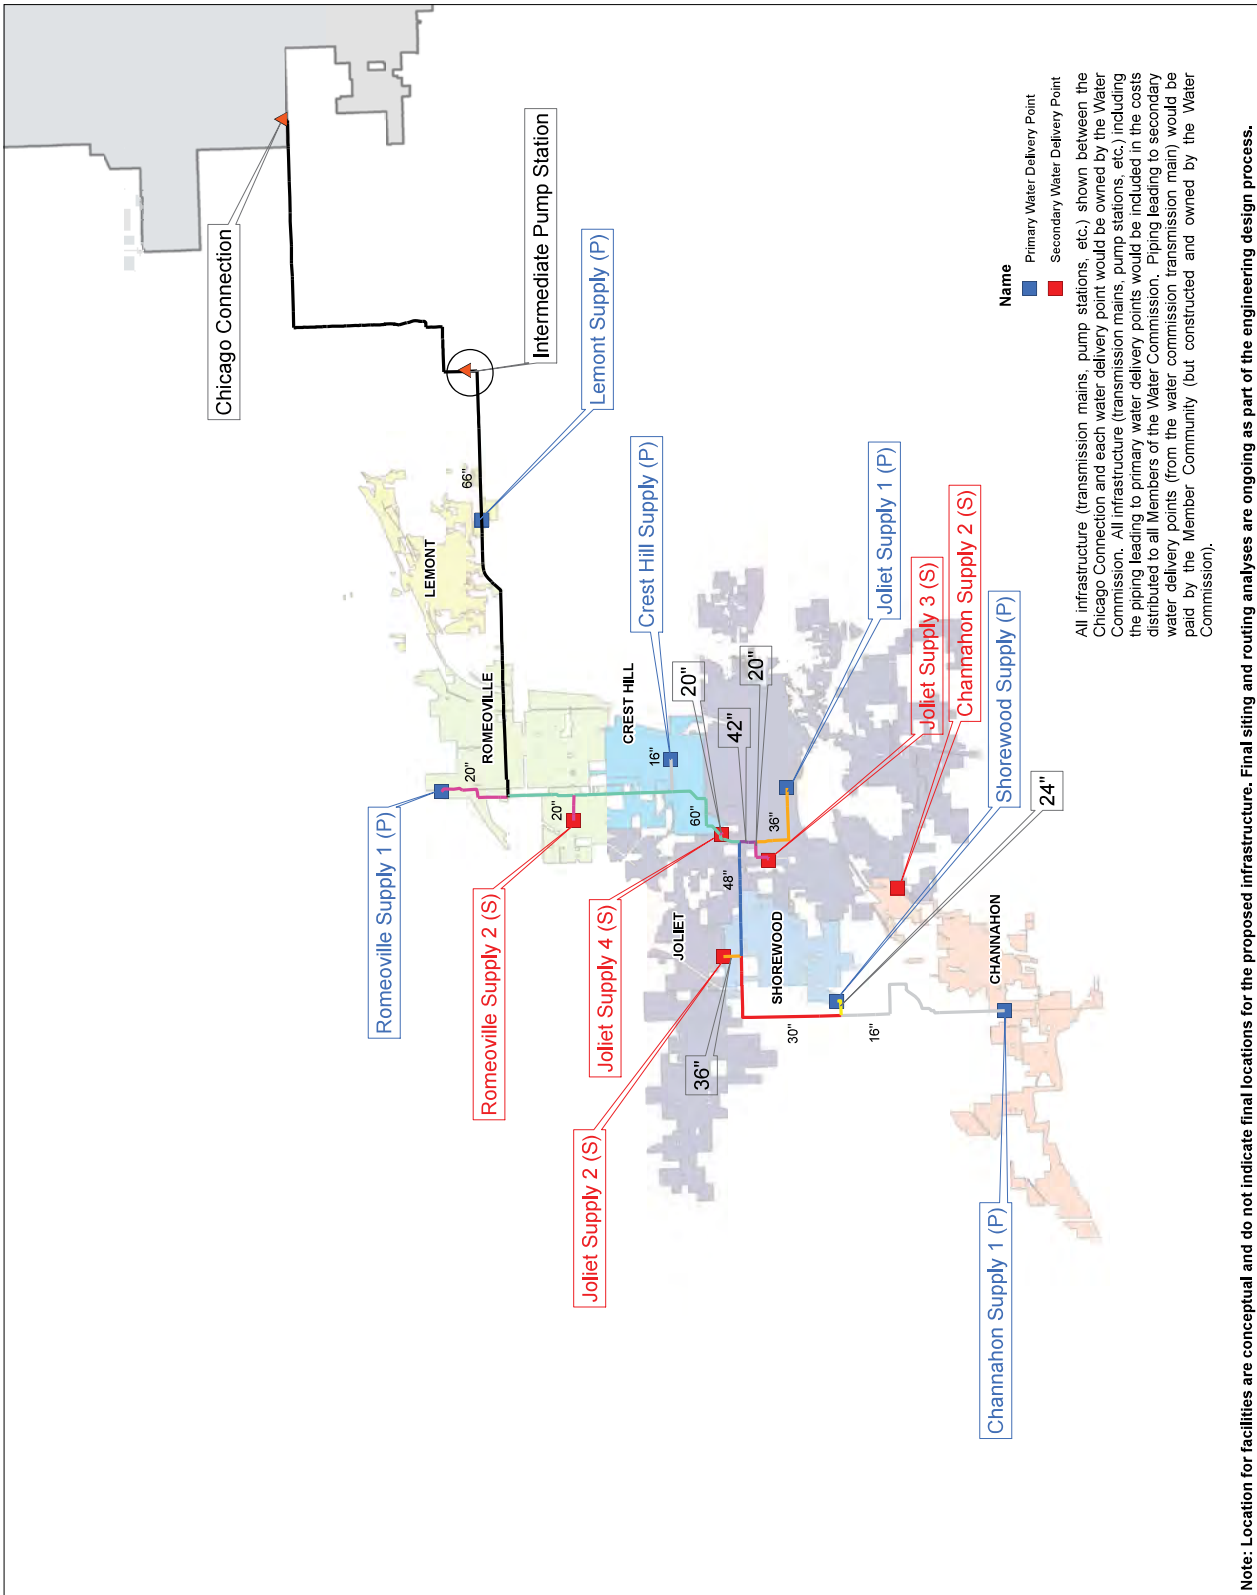 Chicago Connection
Intermediate Pump Station
Lemont Supply (P)
66"
LEMONT
Romeoville Supply 1 (P)
20"
ROMEOVILLE
Romeoville Supply 2 (S)
20"
CREST HILL
Crest Hill Supply (P)
16"
20"
60"
42"
20"
Joliet Supply 4 (S)
JOLIET
48"
36"
Joliet Supply 1 (P)
Joliet Supply 3 (S)
Channahon Supply 2 (S)
Joliet Supply 2 (S)
36"
SHOREWOOD
Shorewood Supply (P)
24"
30"
16"
CHANNAHON
Channahon Supply 1 (P)
Name
Primary Water Delivery Point
Secondary Water Delivery Point
All infrastructure (transmission mains, pump stations, etc.) shown between the
Chicago Connection and each water delivery point would be owned by the Water
Commission. All infrastructure (transmission mains, pump stations, etc.) including
the piping leading to primary water delivery points would be included in the costs
distributed to all Members of the Water Commission. Piping leading to secondary
water delivery points (from the water commission transmission main) would be
paid by the Member Community (but constructed and owned by the Water
Commission).
Note: Location for facilities are conceptual and do not indicate final locations for the proposed infrastructure. Final siting and routing analyses are ongoing as part of the engineering design process.